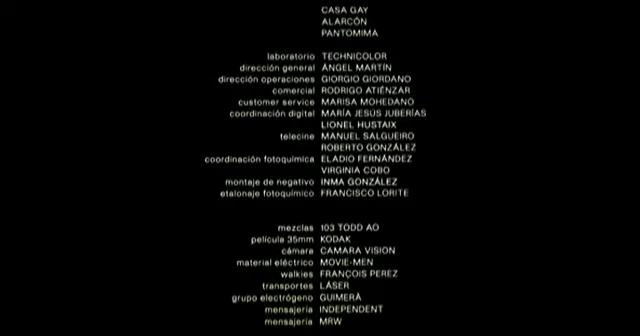 CASA GAY
ALARCÓN
PANTOMIMA
laboratorio TECHNICOLOR
dirección general ÁNGEL MARTÍN
dirección operaciones GIORGIO GIORDANO
comercial RODRIGO ATIÉNZAR
customer service MARISA MOHEDANO
coordinación digital MARÍA JESÚS JUBERÍAS
LIONEL HUSTAIX
telecine MANUEL SALGUEIRO
ROBERTO GONZÁLEZ
coordinación fotoquímica ELADIO FERNÁNDEZ
VIRGINIA COBO
montaje de negativo INMA GONZÁLEZ
etalonaje fotoquímico FRANCISCO LORITE
mezclas 103 TODD AO
película 35mm KODAK
cámara CAMARA VISION
material eléctrico MOVIE-MEN
walkies FRANÇOIS PEREZ
transportes LÁSER
grupo electrógeno GUIMERÀ
mensajería INDEPENDENT
mensajería MRW